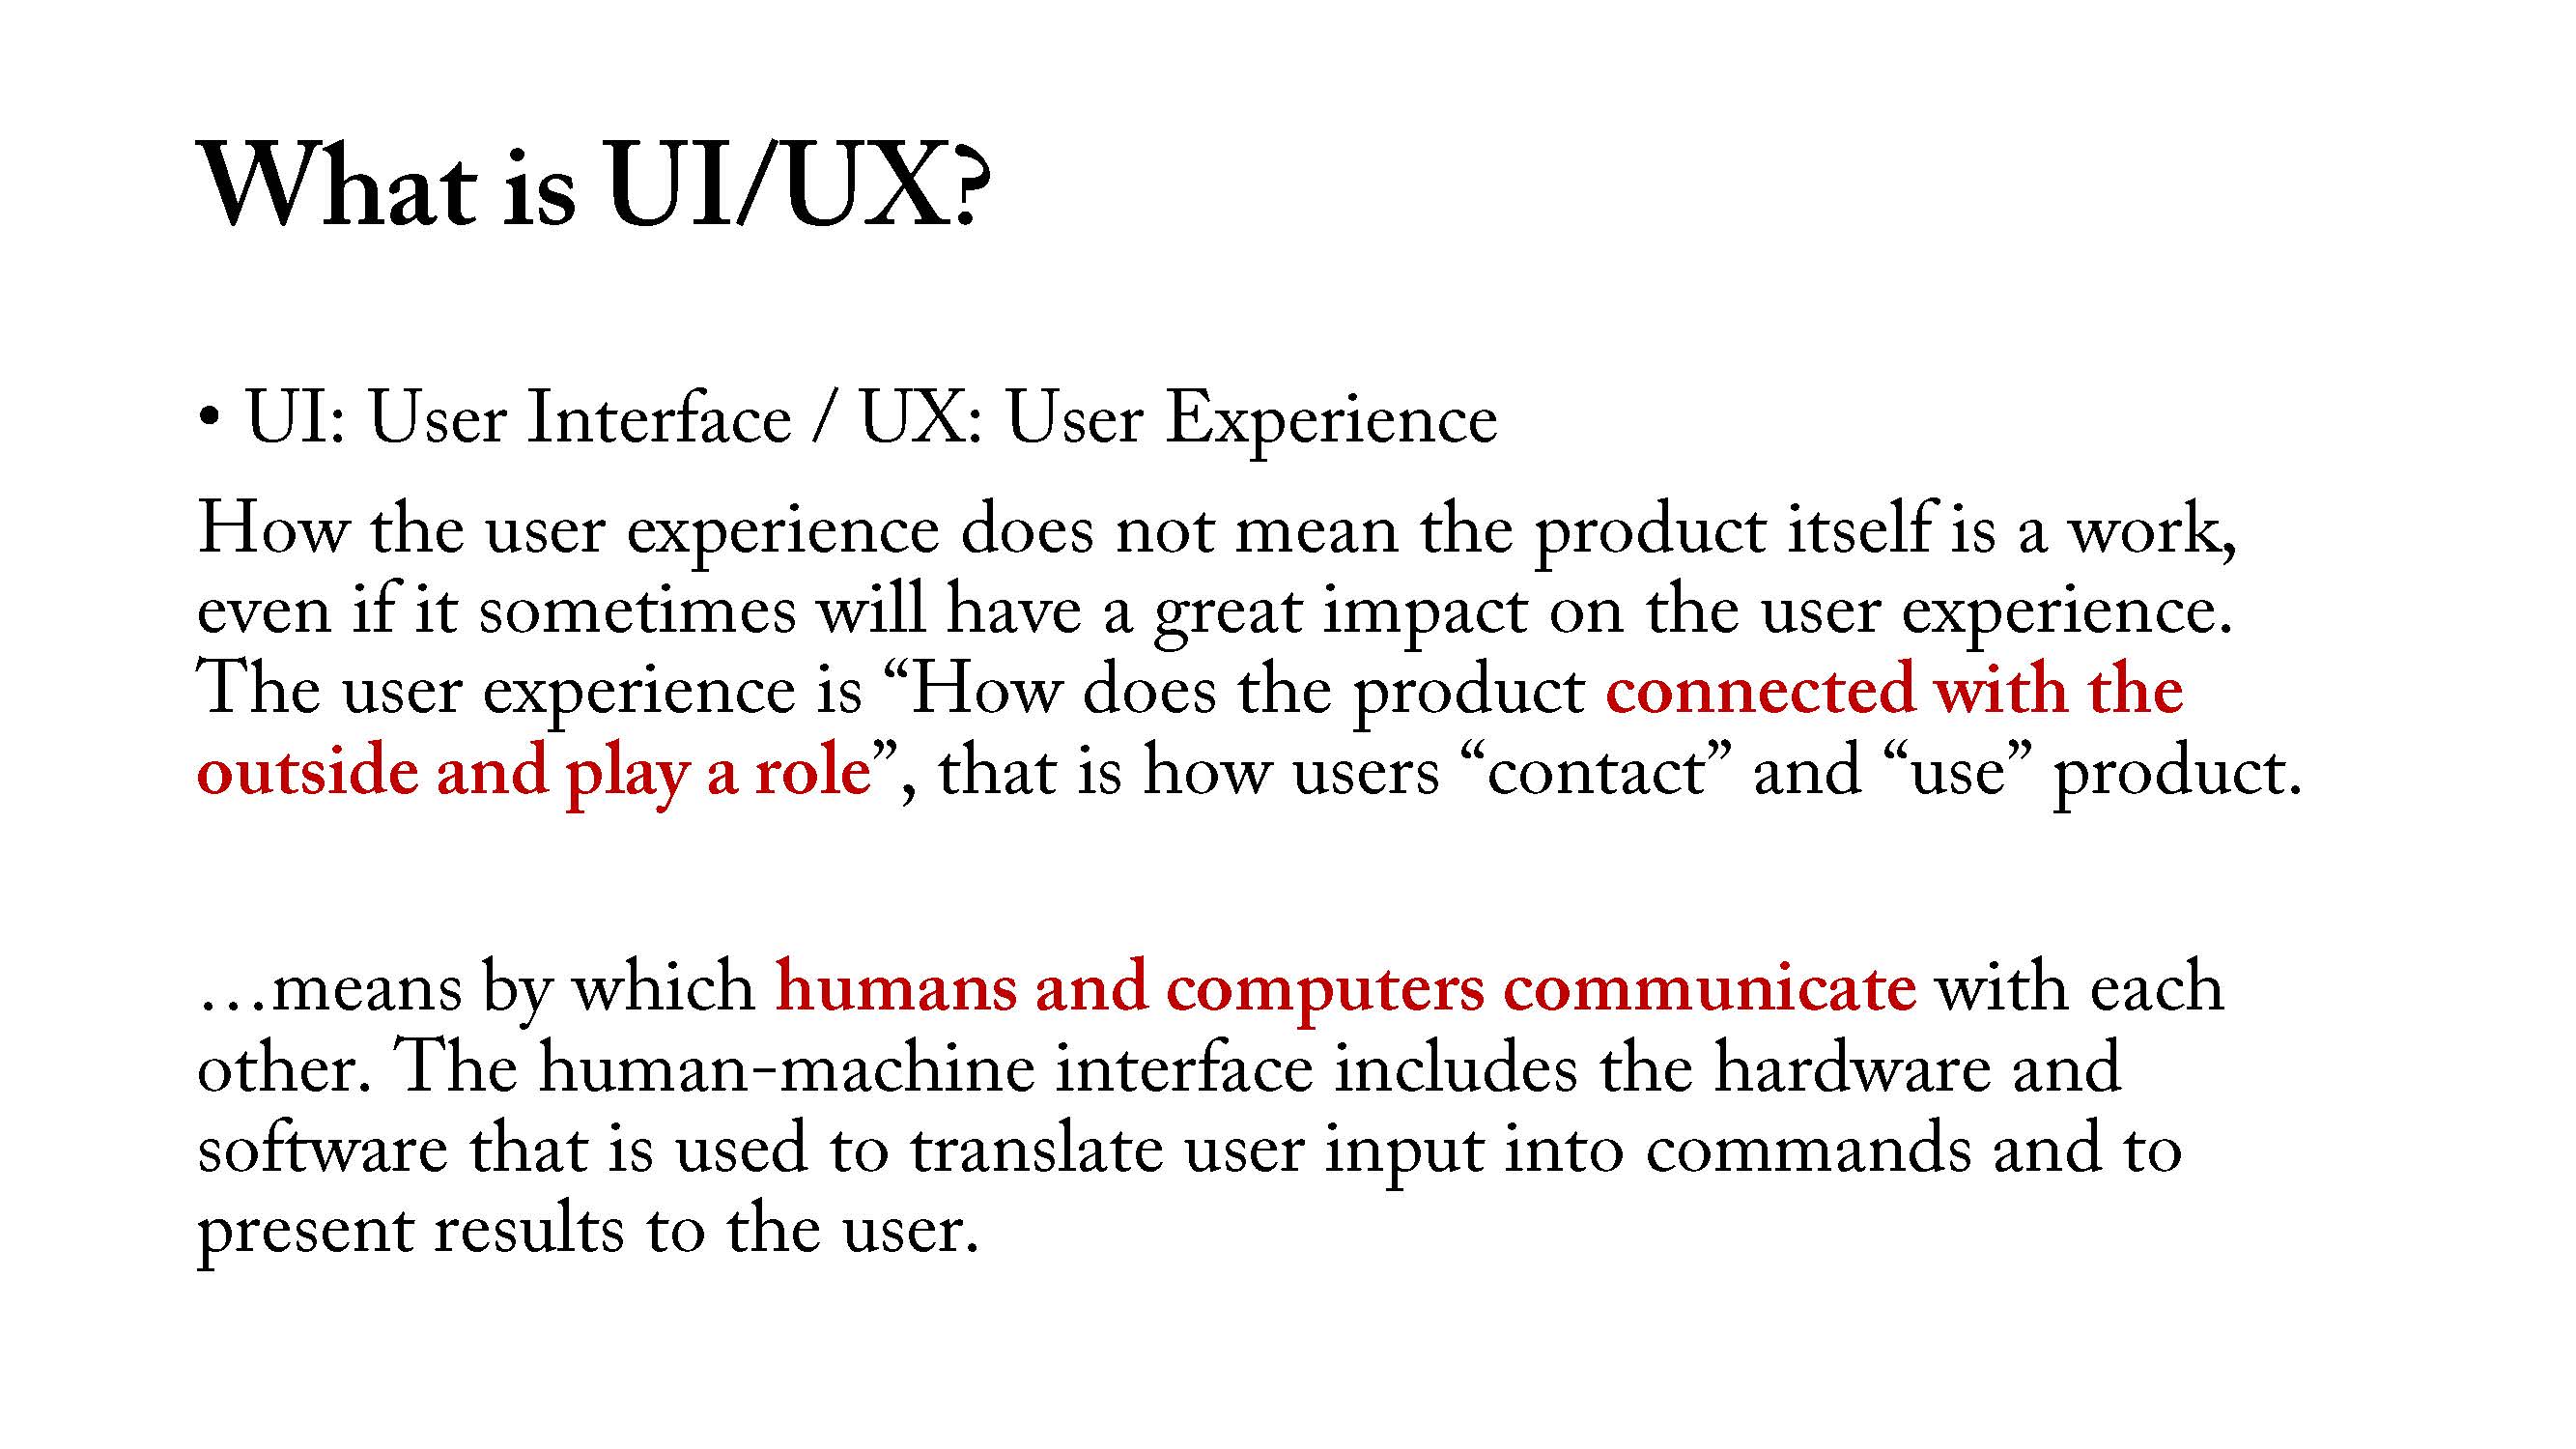 What is UI/UX?
• UI: User Interface / UX: User Experience
How the user experience does not mean the product itself is a work,
even if it sometimes will have a great impact on the user experience.
The user experience is “How does the product connected with the
outside and play a role”, that is how users “contact” and “use” product.
…means by which humans and computers communicate with each
other. The human-machine interface includes the hardware and
software that is used to translate user input into commands and to
present results to the user.